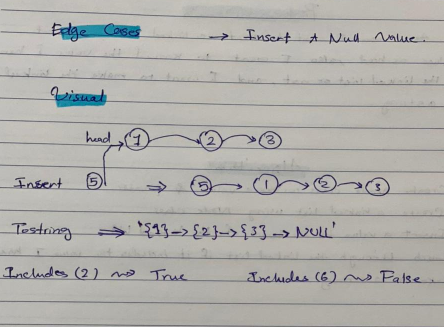 Edge Cases → Insert A Null Value.
Visual
head 1 → 2 → 3
Insert 5 ⇒ 5 → 1 → 2 → 3
Tostring ⇒ '{1}->{2}->{3}-> NULL'
Includes (2) ~> True Includes (6) ~> False.